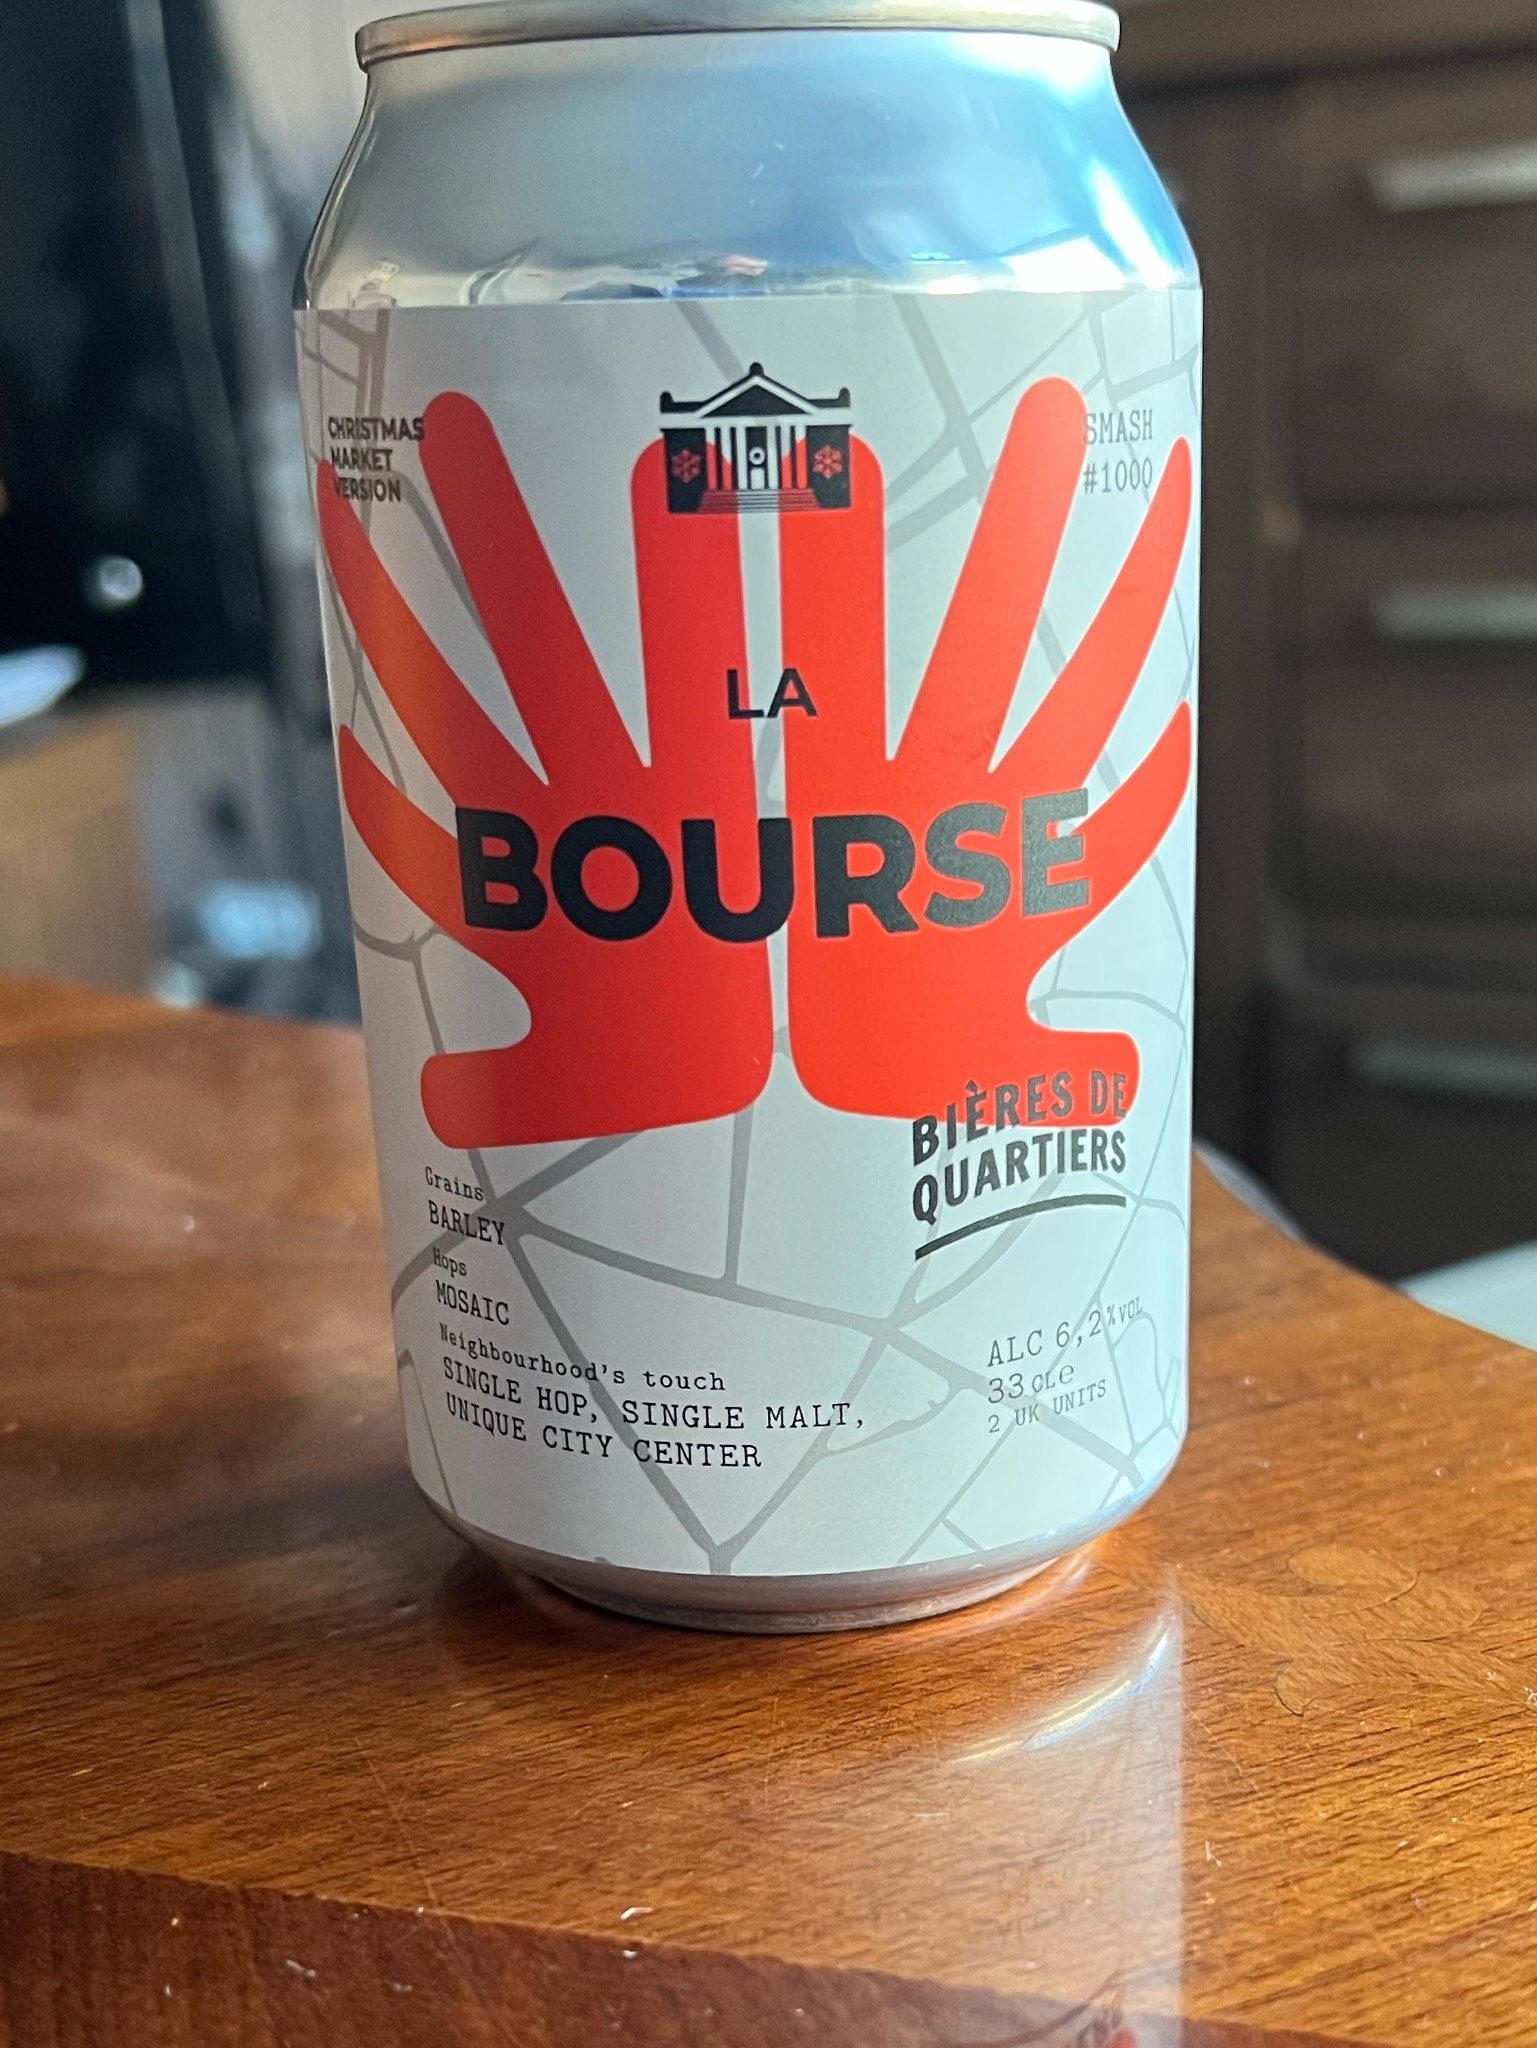 CHRISTMAS
MARKET
VERSION
SMASH
#1000
LA
BOURSE
BIÈRES DE
QUARTIERS
Grains
BARLEY
Hops
MOSAIC
Neighbourhood's touch
SINGLE HOP, SINGLE MALT,
UNIQUE CITY CENTER
ALC 6,2%VOL
33CLe
2 UK UNITS